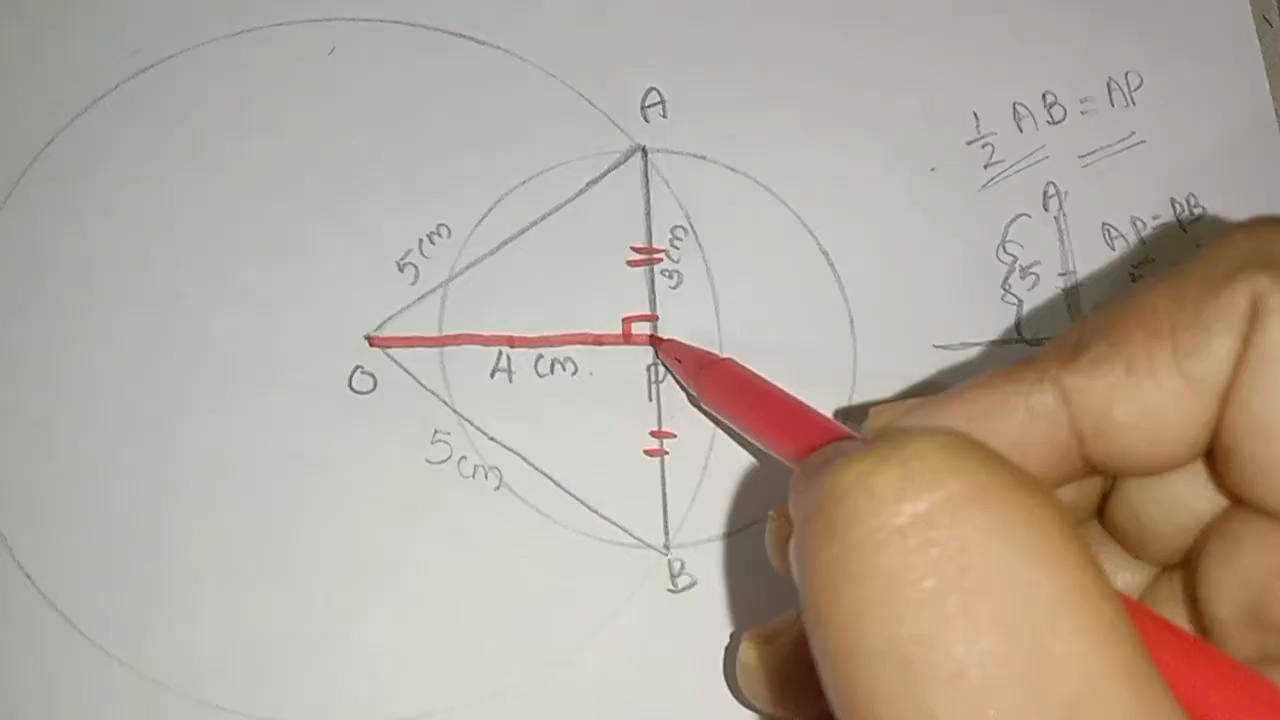 A
1/2 AB = AP
A
AP = PB
5
5cm
3cm
O
4 cm.
P
5cm
B